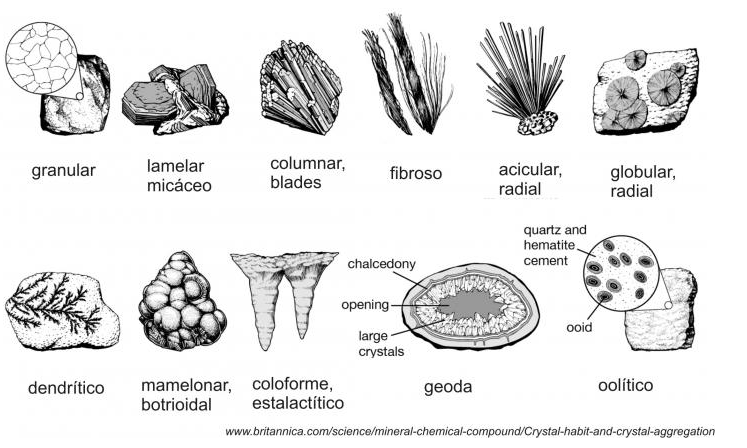 granular
lamelar
micáceo
columnar,
blades
fibroso
acicular,
radial
globular,
radial
chalcedony
opening
large
crystals
quartz and
hematite
cement
ooid
dendrítico
mamelonar,
botrioidal
coloforme,
estalactítico
geoda
oolítico
www.britannica.com/science/mineral-chemical-compound/Crystal-habit-and-crystal-aggregation